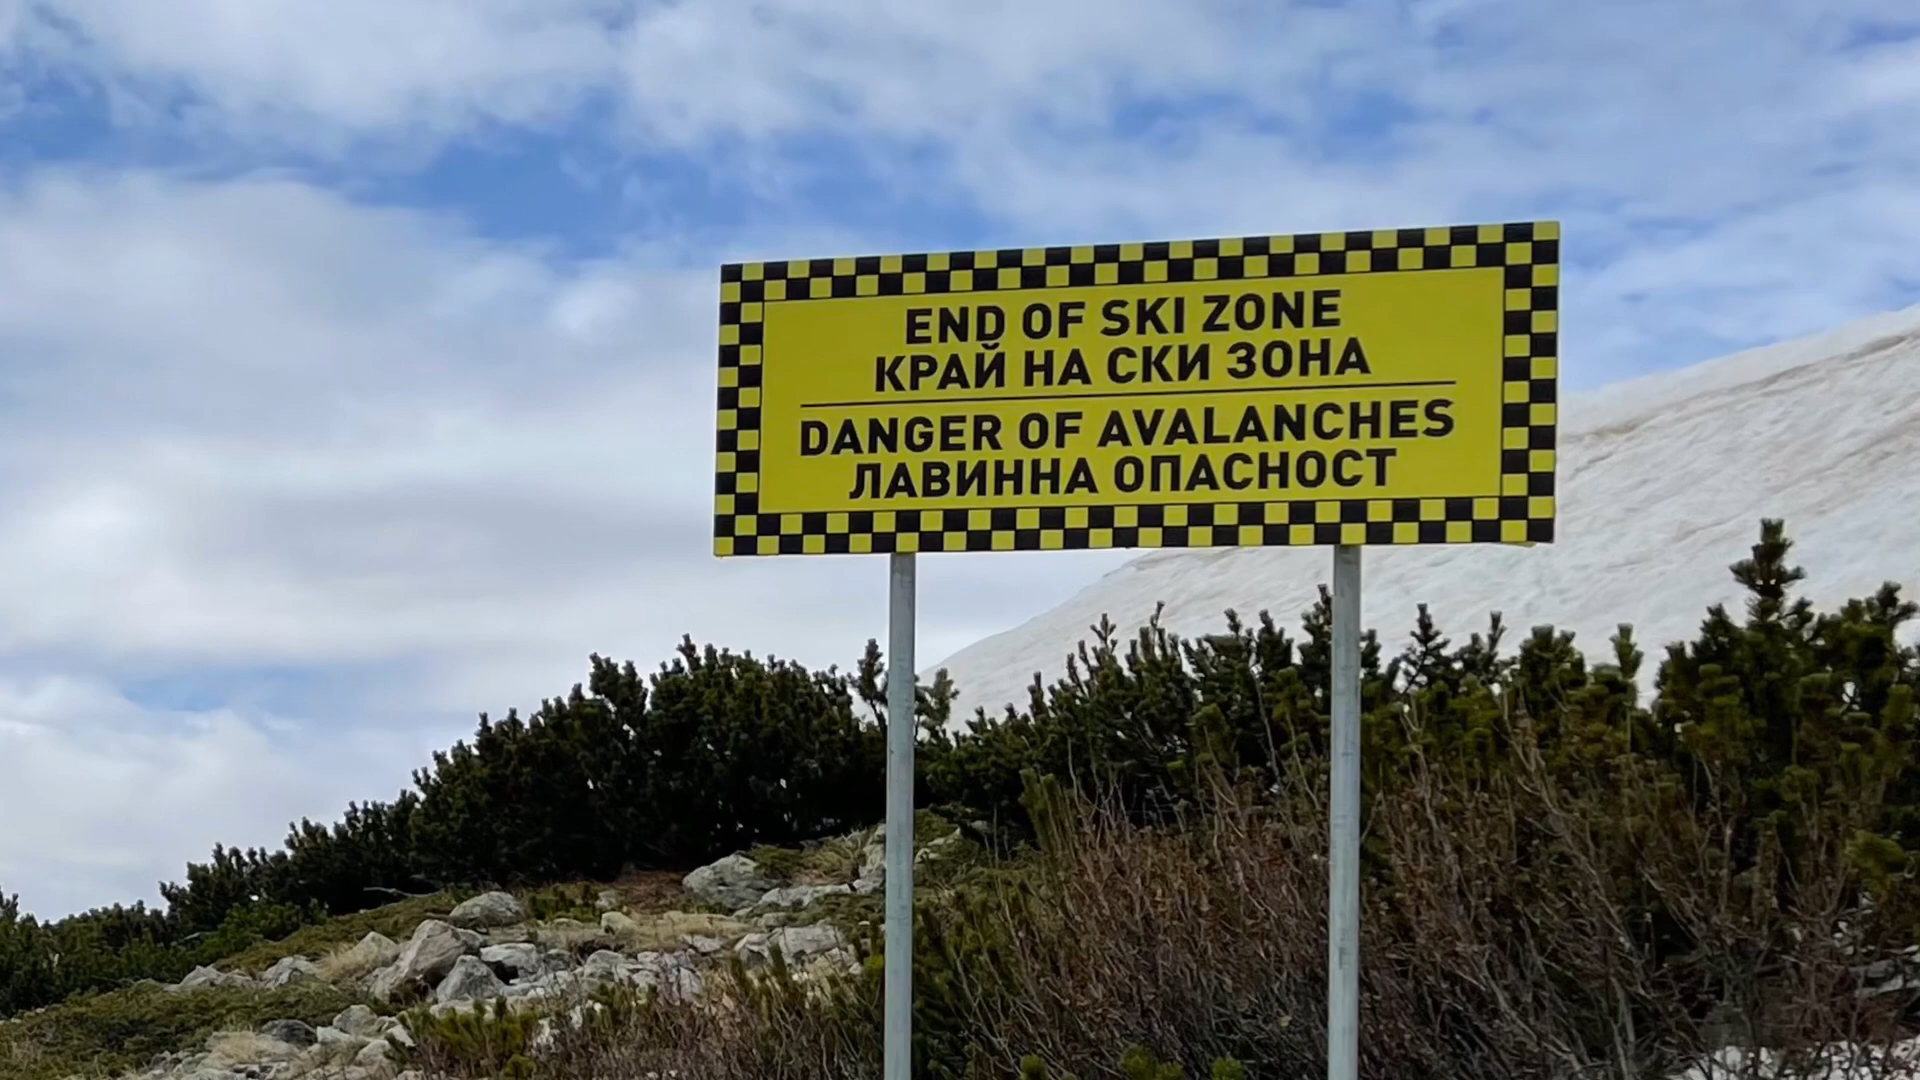 END OF SKI ZONE
КРАЙ НА СКИ ЗОНА
DANGER OF AVALANCHES
ЛАВИННА ОПАСНОСТ